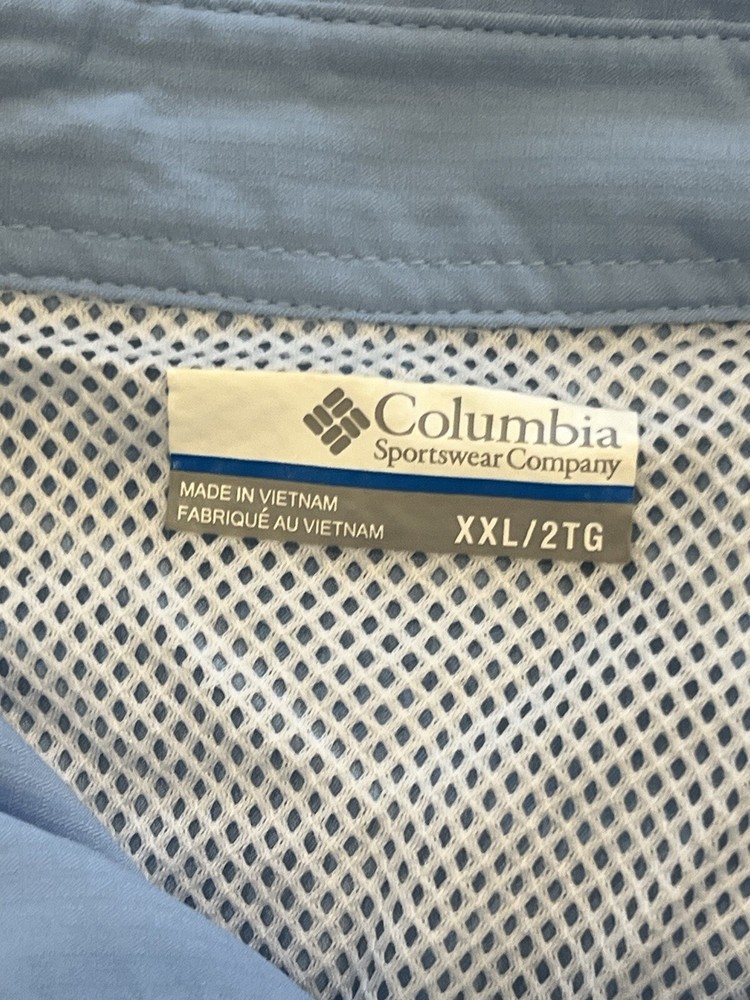 Columbia
Sportswear Company
MADE IN VIETNAM
FABRIQUÉ AU VIETNAM
XXL/2TG